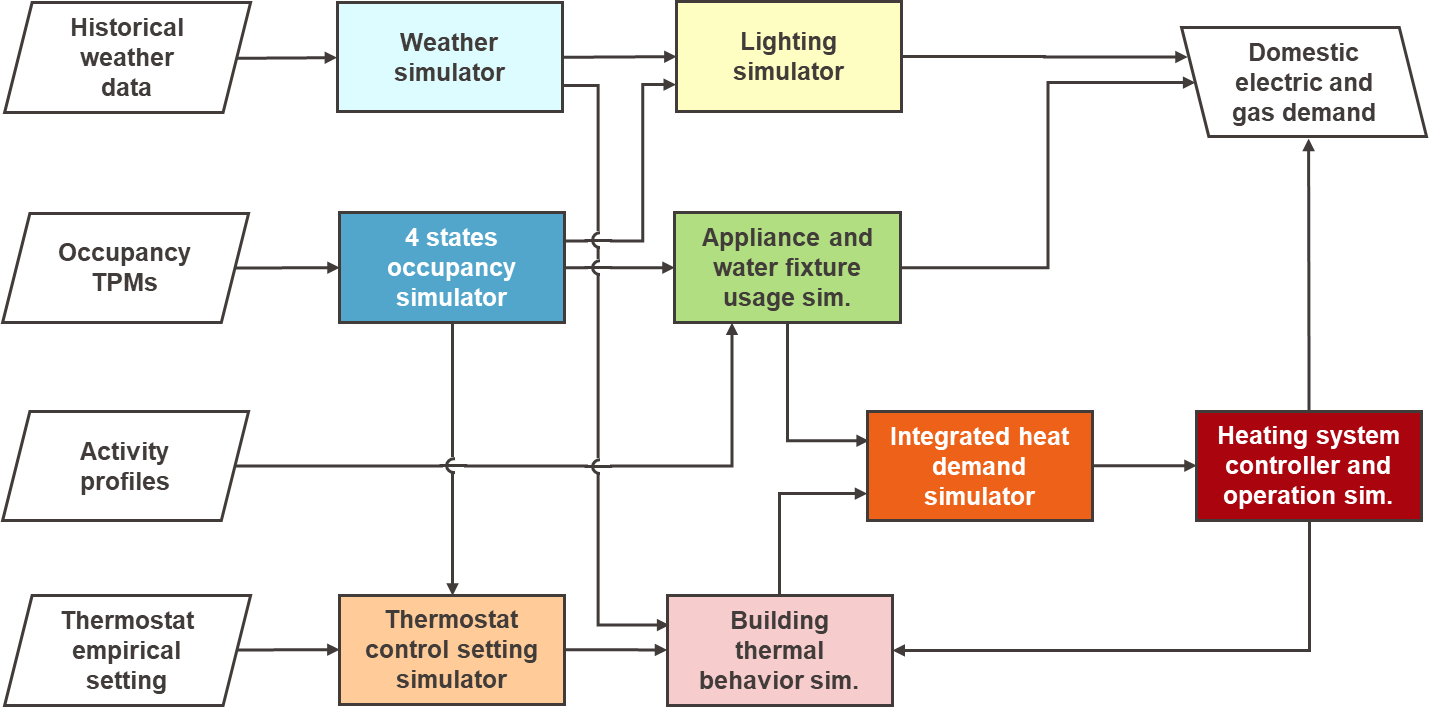 Historical
weather
data
Weather
simulator
Lighting
simulator
Domestic
electric and
gas demand
Occupancy
TPMs
4 states
occupancy
simulator
Appliance and
water fixture
usage sim.
Activity
profiles
Integrated heat
demand
simulator
Heating system
controller and
operation sim.
Thermostat
empirical
setting
Thermostat
control setting
simulator
Building
thermal
behavior sim.